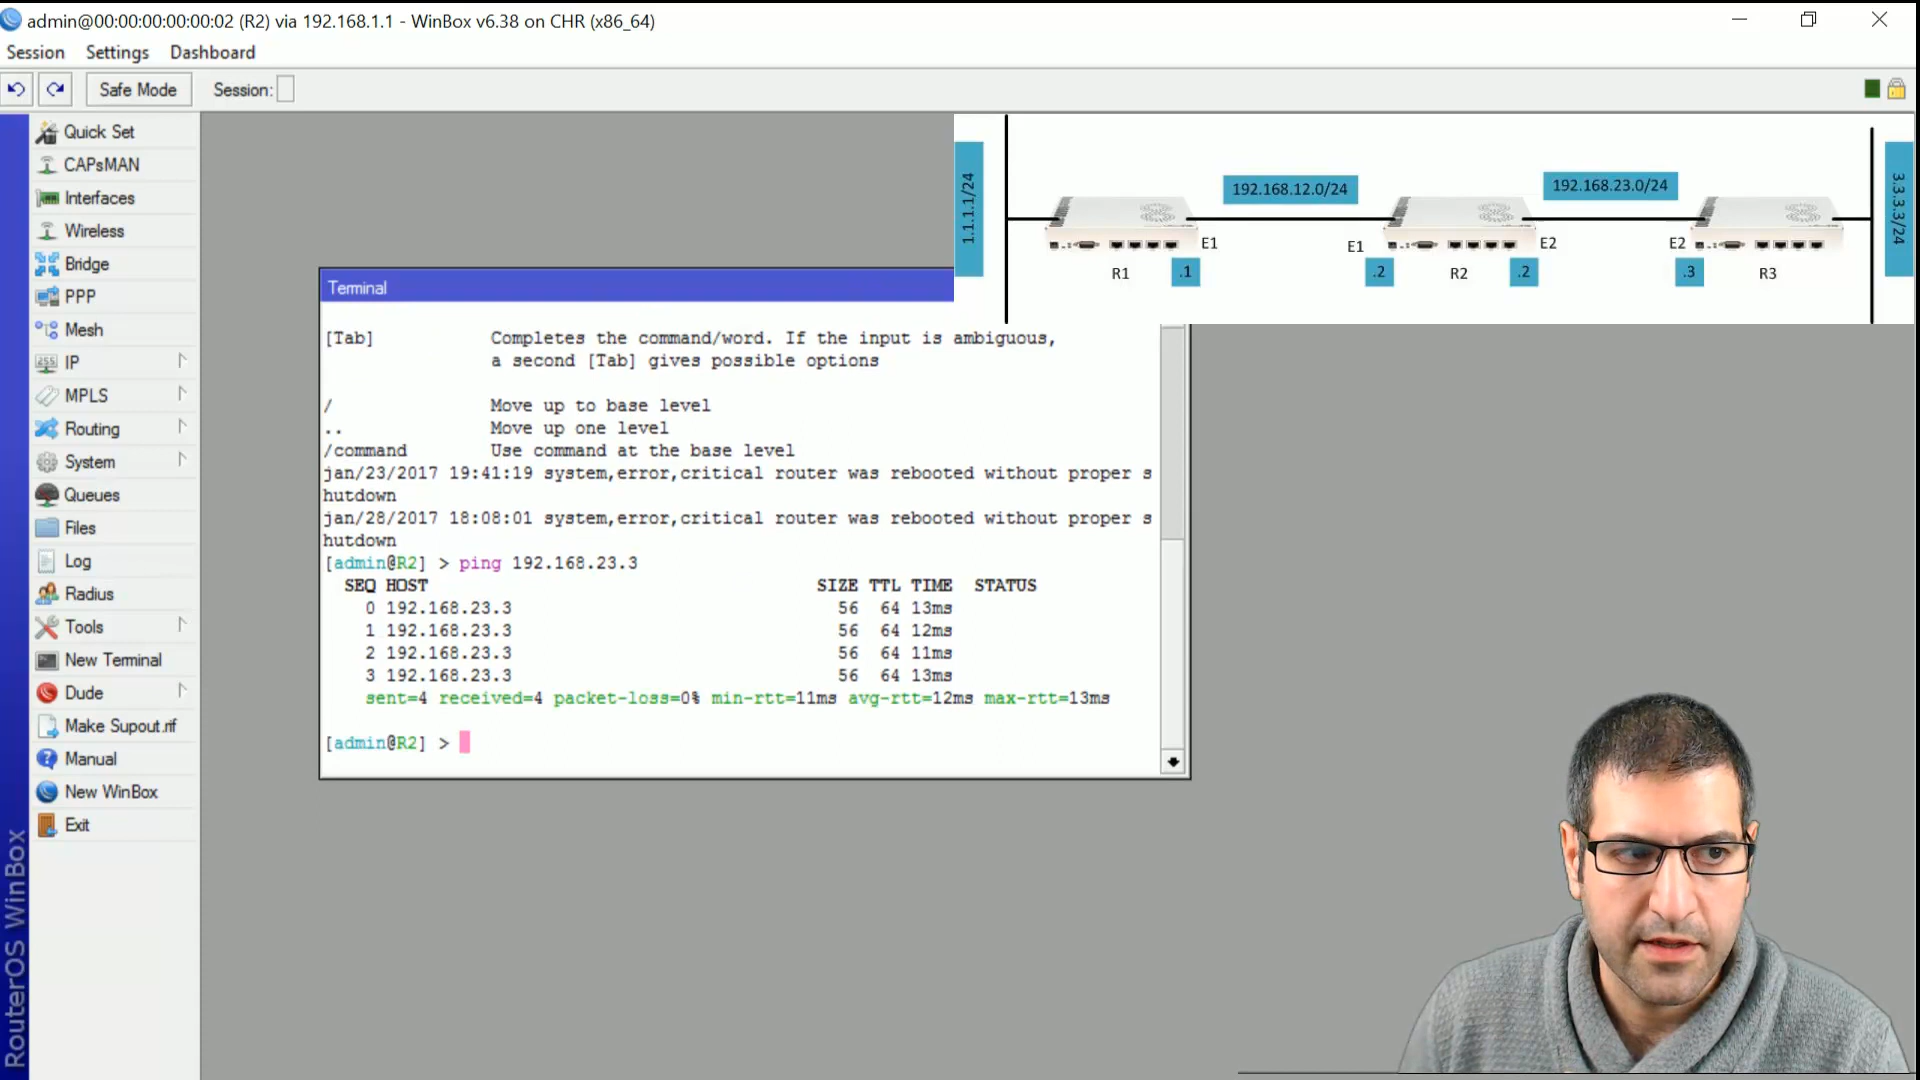 admin@00:00:00:00:00:02 (R2) via 192.168.1.1 - WinBox v6.38 on CHR (x86_64)
Session Settings Dashboard
Safe Mode Session:
Quick Set
CAPsMAN
Interfaces
Wireless
Bridge
PPP
Mesh
IP
MPLS
Routing
System
Queues
Files
Log
Radius
Tools
New Terminal
Dude
Make Supout.rif
Manual
New WinBox
Exit
RouterOS WinBox
1.1.1.1/24
192.168.12.0/24
192.168.23.0/24
3.3.3.3/24
E1 E1 E2 E2
R1 .1 .2 R2 .2 .3 R3
Terminal
[Tab] Completes the command/word. If the input is ambiguous,
a second [Tab] gives possible options
/ Move up to base level
.. Move up one level
/command Use command at the base level
jan/23/2017 19:41:19 system,error,critical router was rebooted without proper s
hutdown
jan/28/2017 18:08:01 system,error,critical router was rebooted without proper s
hutdown
[admin@R2] > ping 192.168.23.3
SEQ HOST SIZE TTL TIME STATUS
0 192.168.23.3 56 64 13ms
1 192.168.23.3 56 64 12ms
2 192.168.23.3 56 64 11ms
3 192.168.23.3 56 64 13ms
sent=4 received=4 packet-loss=0% min-rtt=11ms avg-rtt=12ms max-rtt=13ms
[admin@R2] >